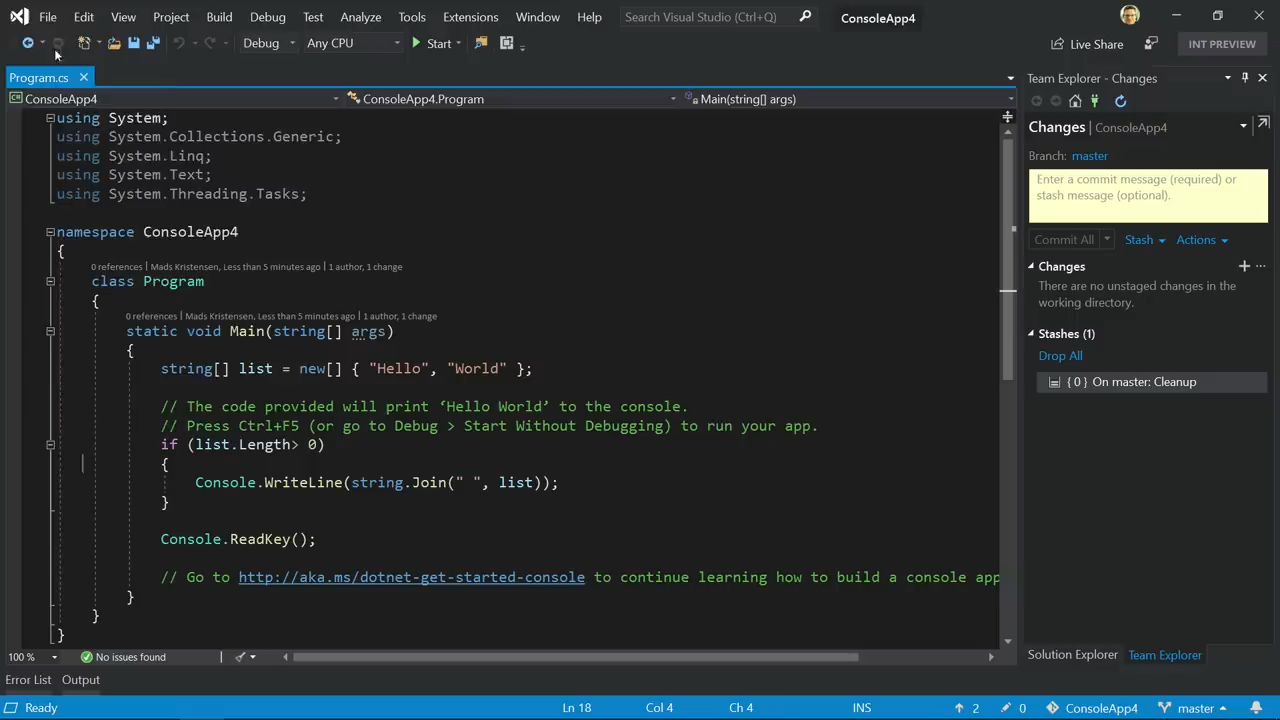 File Edit View Project Build Debug Test Analyze Tools Extensions Window Help Search Visual Studio (Ctrl+Q) ConsoleApp4
Debug Any CPU Start Live Share INT PREVIEW
Program.cs
ConsoleApp4 ConsoleApp4.Program Main(string[] args)
using System;
using System.Collections.Generic;
using System.Linq;
using System.Text;
using System.Threading.Tasks;
namespace ConsoleApp4
{
0 references | Mads Kristensen, Less than 5 minutes ago | 1 author, 1 change
class Program
{
0 references | Mads Kristensen, Less than 5 minutes ago | 1 author, 1 change
static void Main(string[] args)
{
string[] list = new[] { "Hello", "World" };
// The code provided will print ‘Hello World’ to the console.
// Press Ctrl+F5 (or go to Debug > Start Without Debugging) to run your app.
if (list.Length> 0)
{
Console.WriteLine(string.Join(" ", list));
}
Console.ReadKey();
// Go to http://aka.ms/dotnet-get-started-console to continue learning how to build a console app
}
}
}
100 % No issues found
Error List Output
Team Explorer - Changes
Changes | ConsoleApp4
Branch: master
Enter a commit message (required) or
stash message (optional).
Commit All Stash Actions
Changes
There are no unstaged changes in the
working directory.
Stashes (1)
Drop All
{ 0 } On master: Cleanup
Solution Explorer Team Explorer
Ready Ln 18 Col 4 Ch 4 INS 2 0 ConsoleApp4 master